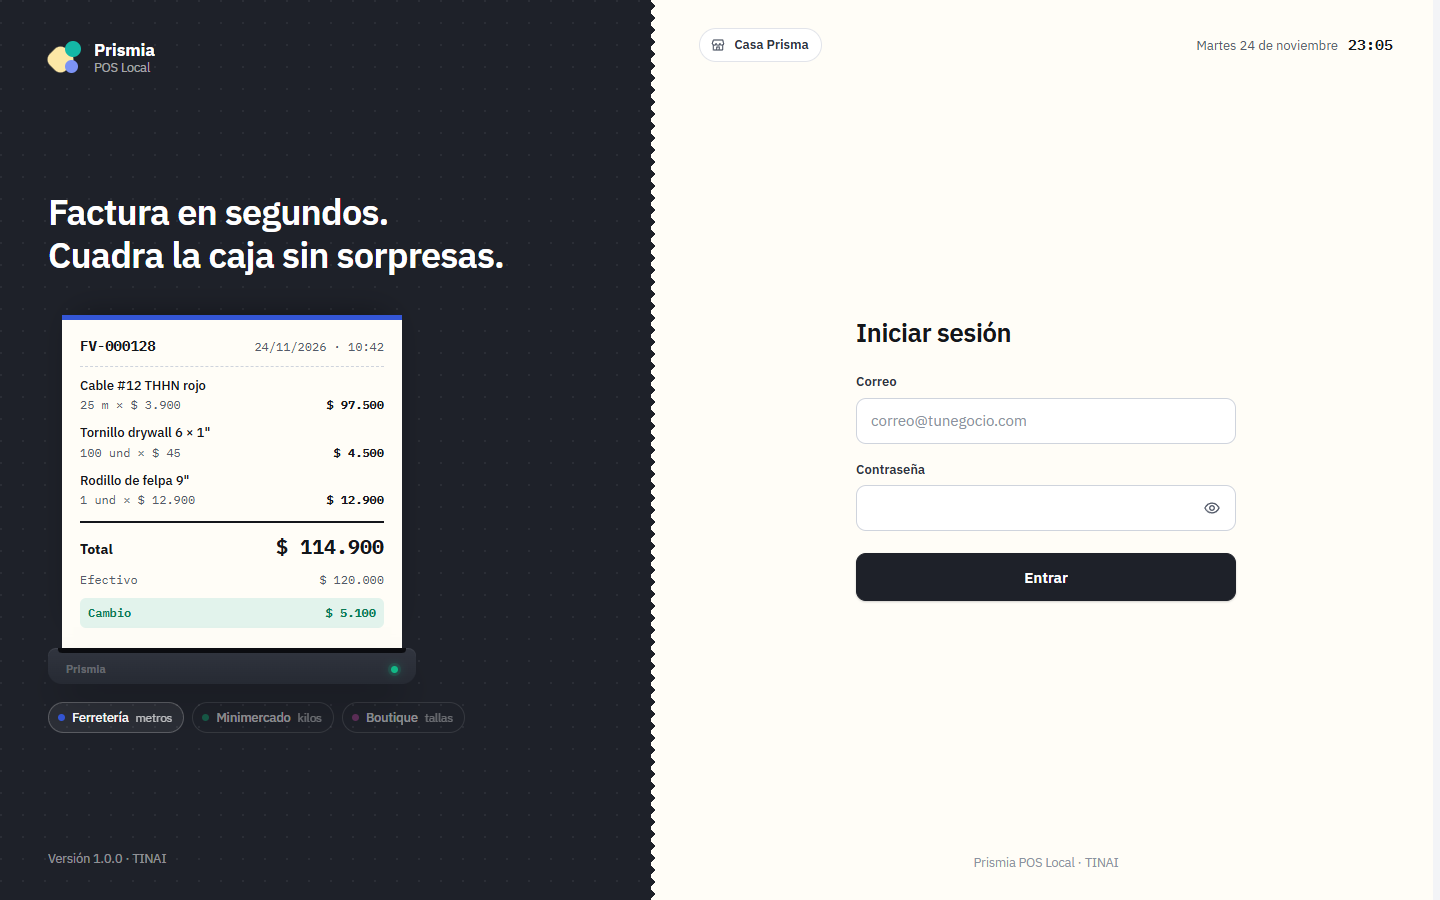 Prismia
POS Local
Factura en segundos.
Cuadra la caja sin sorpresas.
FV-000128 24/11/2026 · 10:42
Cable #12 THHN rojo
25 m × $ 3.900 $ 97.500
Tornillo drywall 6 × 1"
100 und × $ 45 $ 4.500
Rodillo de felpa 9"
1 und × $ 12.900 $ 12.900
Total $ 114.900
Efectivo $ 120.000
Cambio $ 5.100
Prismia
Ferretería metros Minimercado kilos Boutique tallas
Versión 1.0.0 · TINAI
Casa Prisma Martes 24 de noviembre 23:05
Iniciar sesión
Correo
correo@tunegocio.com
Contraseña
Entrar
Prismia POS Local · TINAI